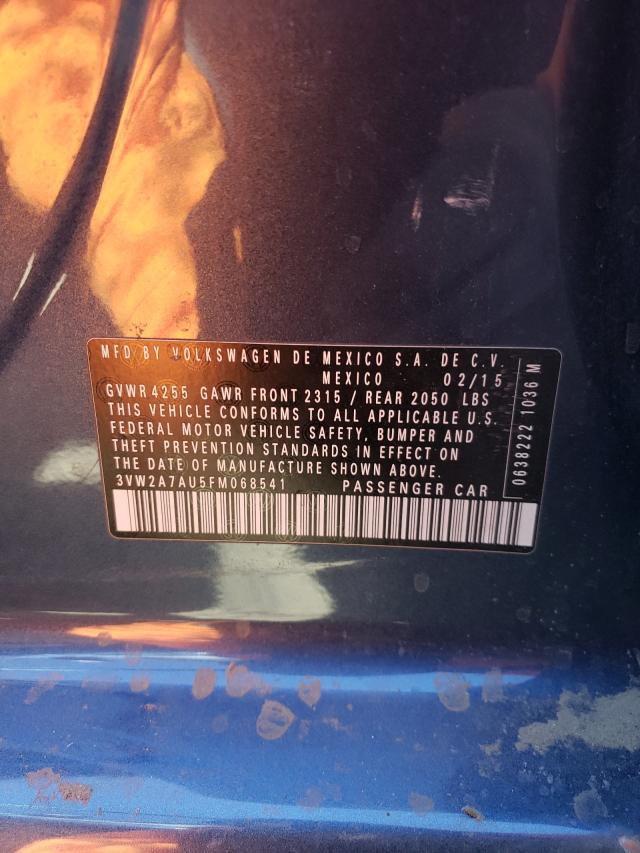 MFD BY VOLKSWAGEN DE MEXICO S.A. DE C.V.
MEXICO 02/15
GVWR 4255 GAWR FRONT 2315 / REAR 2050 LBS
THIS VEHICLE CONFORMS TO ALL APPLICABLE U.S.
FEDERAL MOTOR VEHICLE SAFETY, BUMPER AND
THEFT PREVENTION STANDARDS IN EFFECT ON
THE DATE OF MANUFACTURE SHOWN ABOVE.
3VW2A7AU5FM068541 PASSENGER CAR
0638222 1036 M